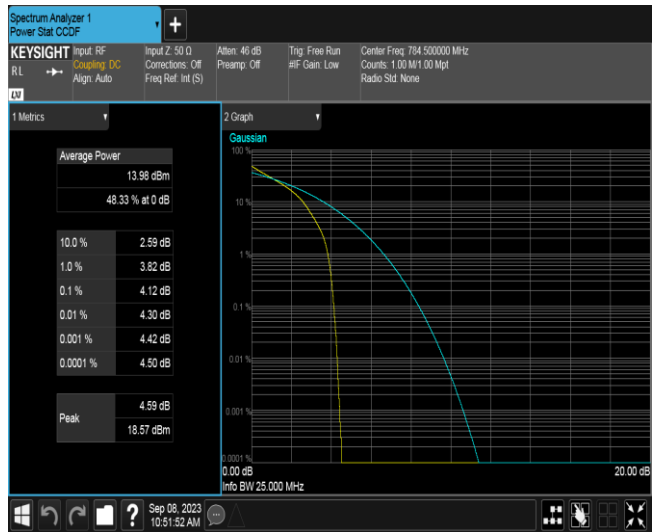 Spectrum Analyzer 1
Power Stat CCDF
+
KEYSIGHT
RL
Input: RF
Coupling: DC
Align: Auto
Input Z: 50 Ω
Corrections: Off
Freq Ref: Int (S)
Atten: 46 dB
Preamp: Off
Trig: Free Run
#IF Gain: Low
Center Freq: 784.500000 MHz
Counts: 1.00 M/1.00 Mpt
Radio Std: None
LXI
1 Metrics
Average Power
13.98 dBm
48.33 % at 0 dB
10.0 % 2.59 dB
1.0 % 3.82 dB
0.1 % 4.12 dB
0.01 % 4.30 dB
0.001 % 4.42 dB
0.0001 % 4.50 dB
Peak 4.59 dB
18.57 dBm
2 Graph
Gaussian
100 %
10 %
1 %
0.1 %
0.01 %
0.001 %
0.0001 %
0.00 dB 20.00 dB
Info BW 25.000 MHz
?
Sep 08, 2023
10:51:52 AM